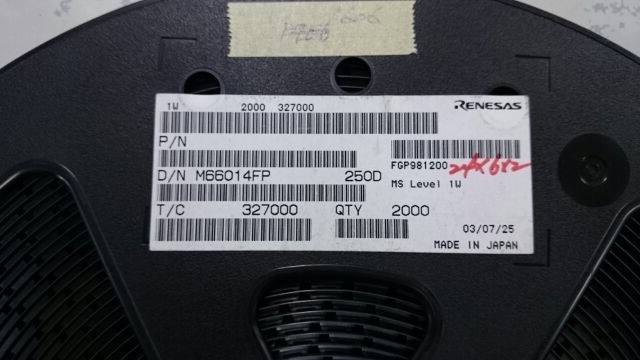 1W 2000 327000 RENESAS
P/N
FGP981200
D/N M66014FP 250D
MS Level 1W
T/C 327000 QTY 2000
03/07/25
MADE IN JAPAN